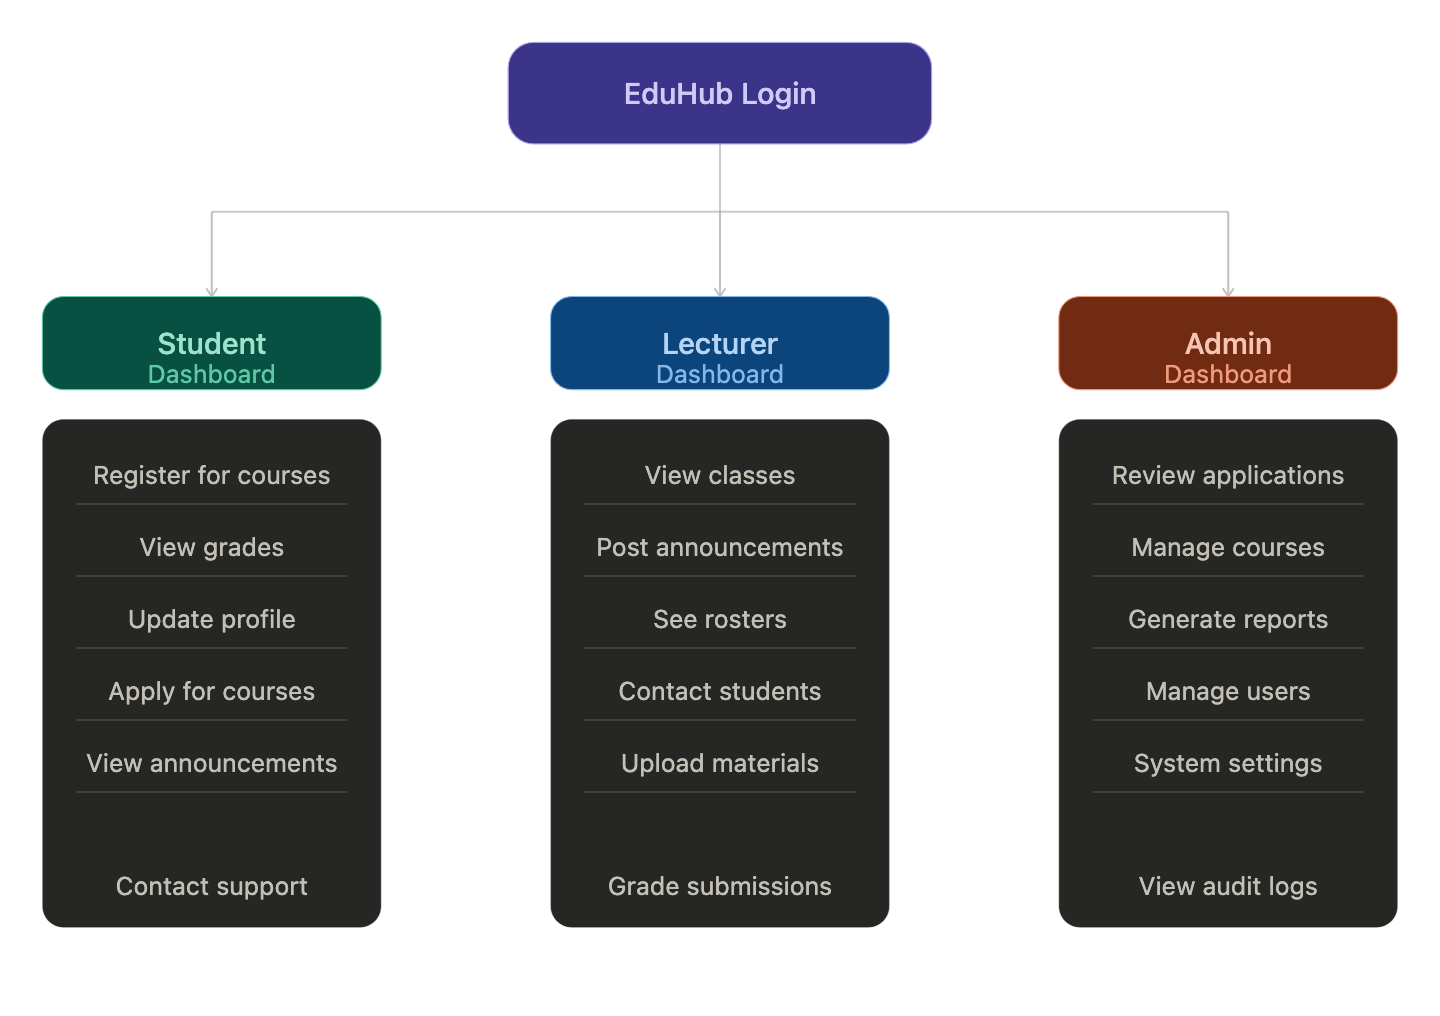 EduHub Login
Student
Dashboard
Register for courses
View grades
Update profile
Apply for courses
View announcements
Contact support
Lecturer
Dashboard
View classes
Post announcements
See rosters
Contact students
Upload materials
Grade submissions
Admin
Dashboard
Review applications
Manage courses
Generate reports
Manage users
System settings
View audit logs